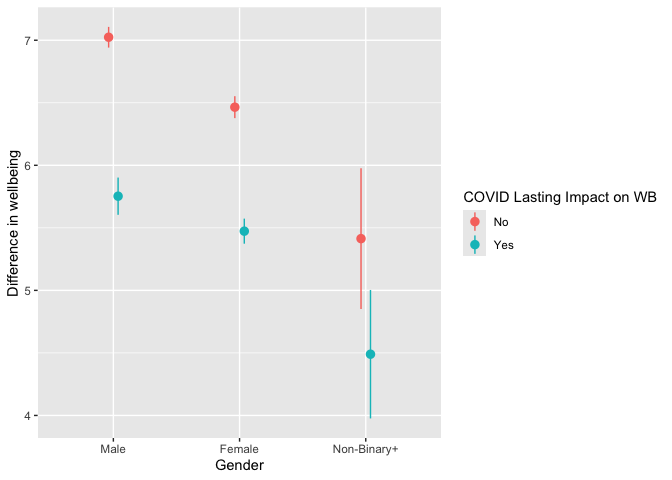 7
6
5
4
Difference in wellbeing
Male Female Non-Binary+
Gender
COVID Lasting Impact on WB
No
Yes